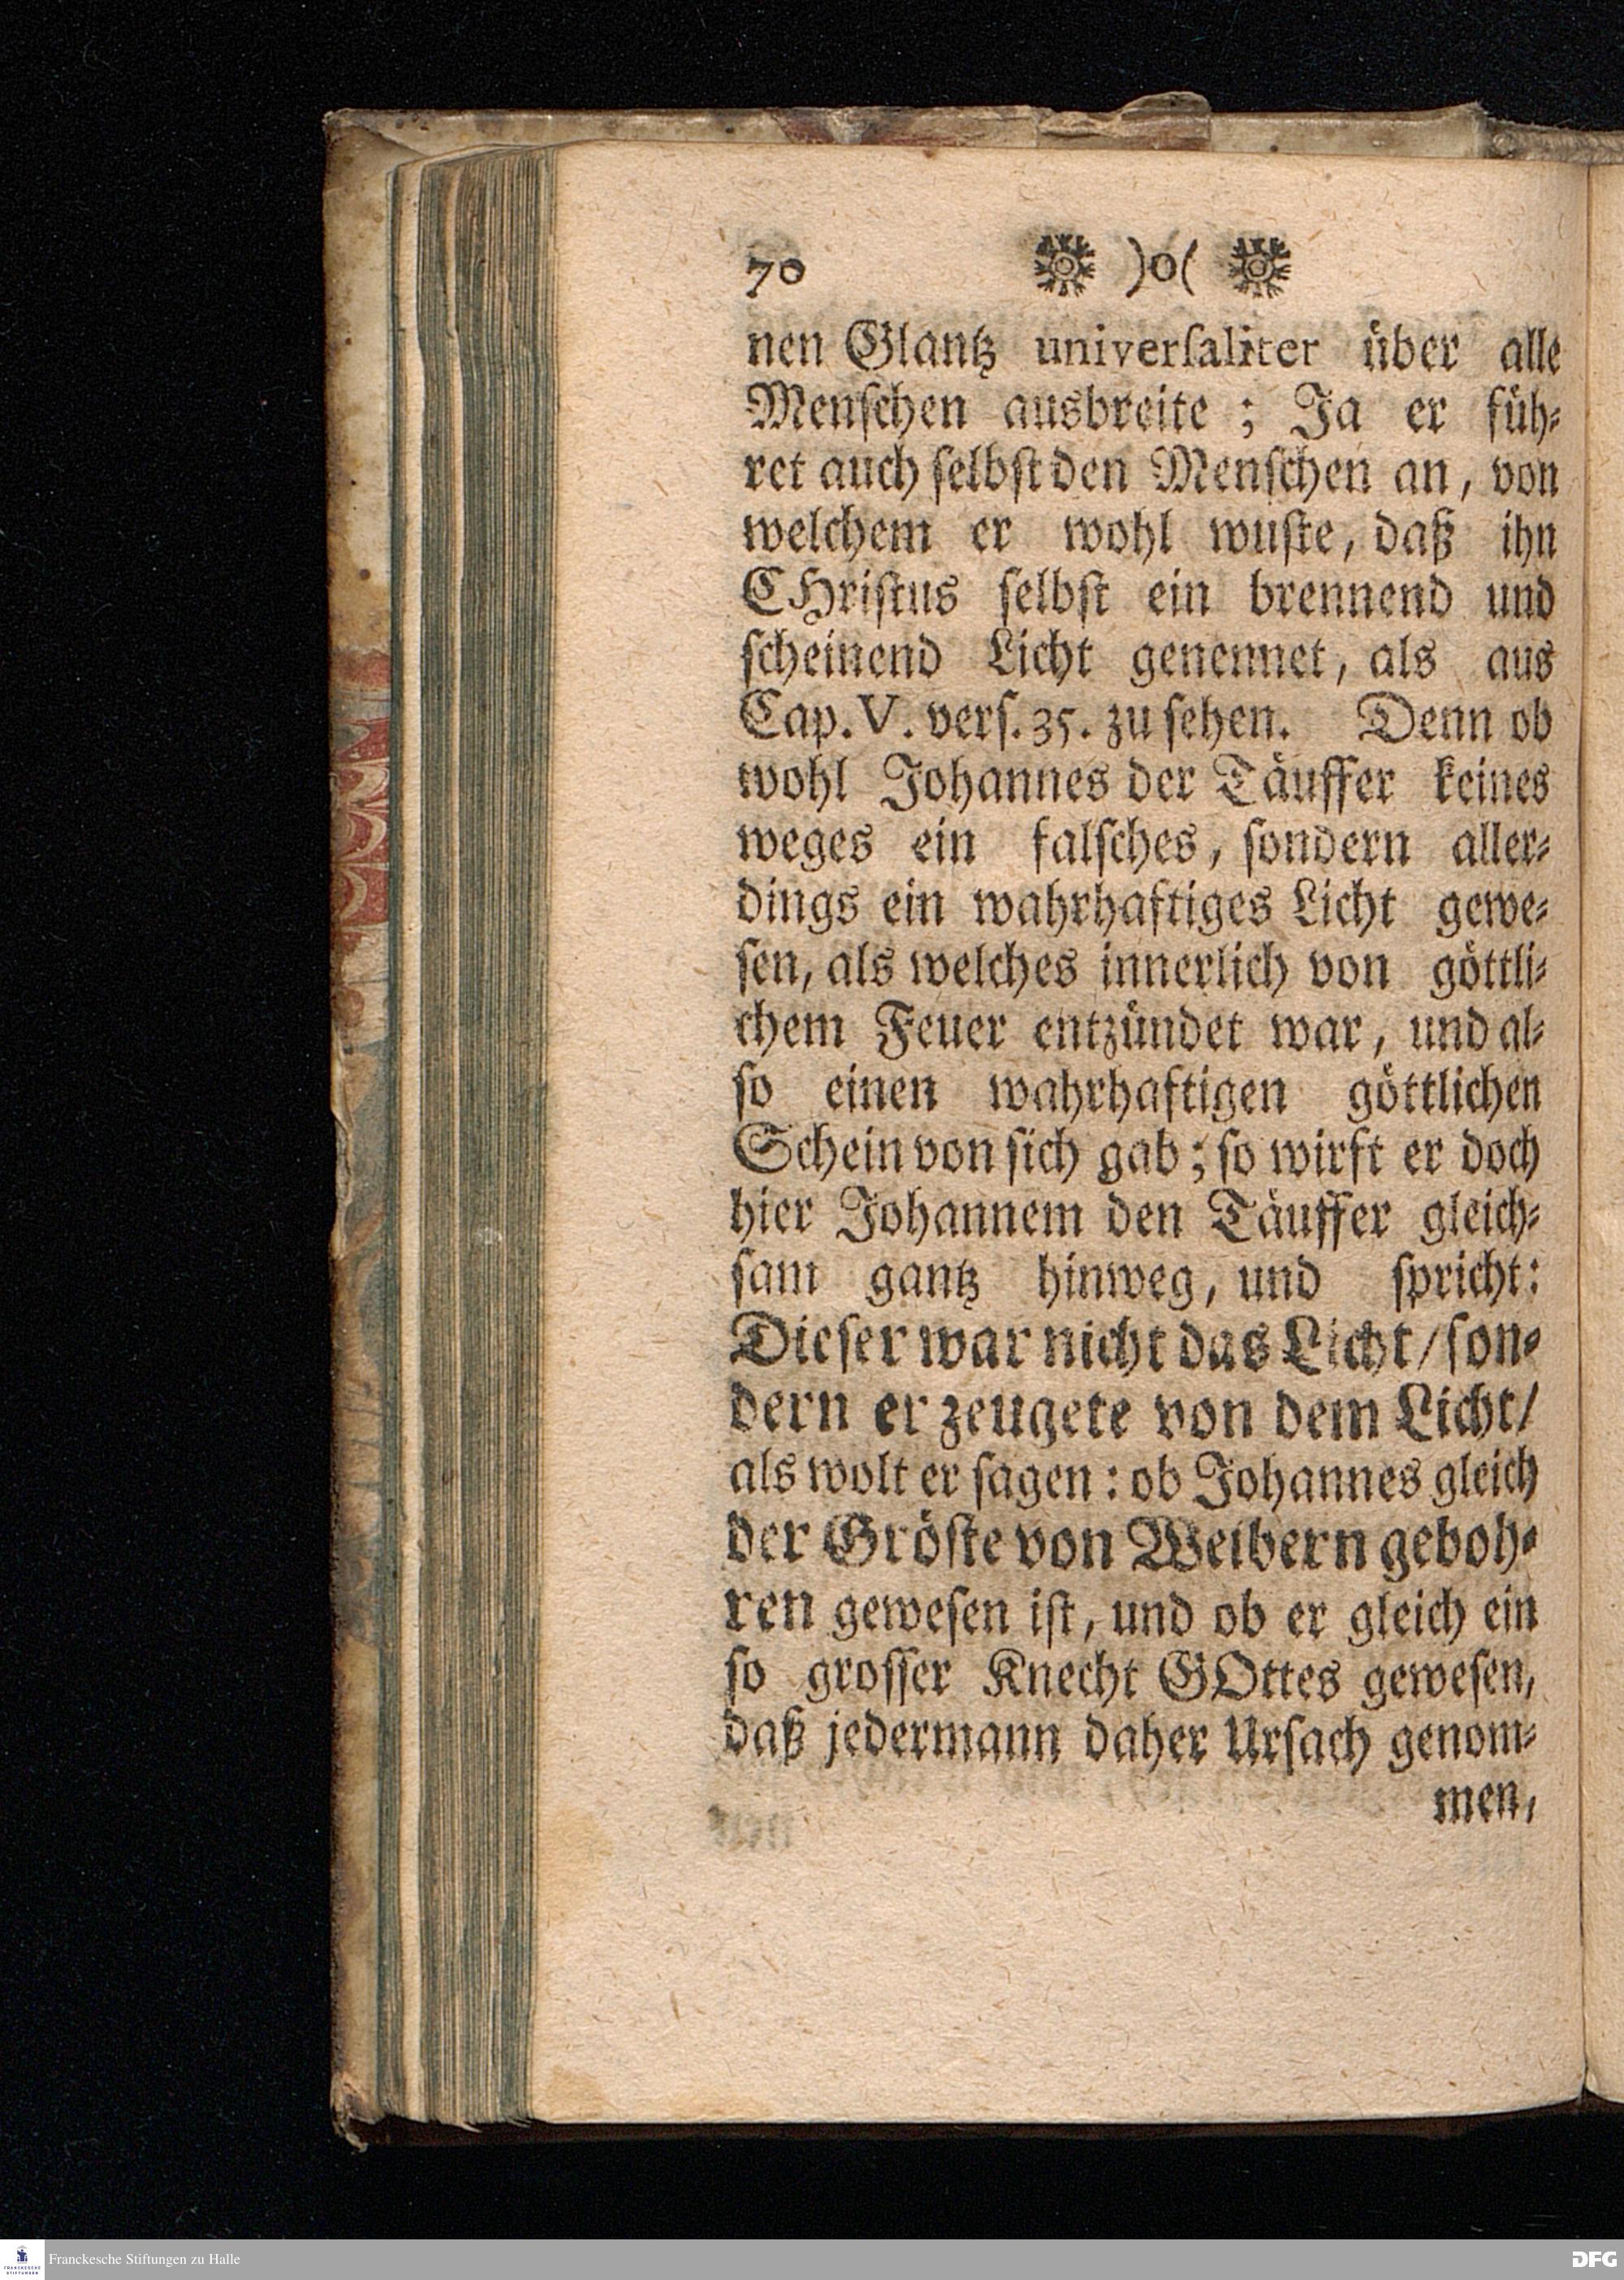 70 )o(
nen Glantz universaliter über alle
Menschen ausbreite ; Ja er füh-
ret auch selbst den Menschen an, von
welchem er wohl wuste, daß ihn
CHristus selbst ein brennend und
scheinend Licht genennet, als aus
Cap. V. vers. 35. zu sehen. Denn ob
wohl Johannes der Täuffer keines
weges ein falsches, sondern aller-
dings ein wahrhaftiges Licht gewe-
sen, als welches innerlich von göttli-
chem Feuer entzündet war, und al-
so einen wahrhaftigen göttlichen
Schein von sich gab; so wirft er doch
hier Johannem den Täuffer gleich-
sam gantz hinweg, und spricht:
Dieser war nicht das Licht/ son-
dern er zeugete von dem Licht/
als wolt er sagen: ob Johannes gleich
der Gröste von Weibern geboh-
ren gewesen ist, und ob er gleich ein
so grosser Knecht GOttes gewesen,
daß jedermann daher Ursach genom-
men,
Franckesche Stiftungen zu Halle
DFG